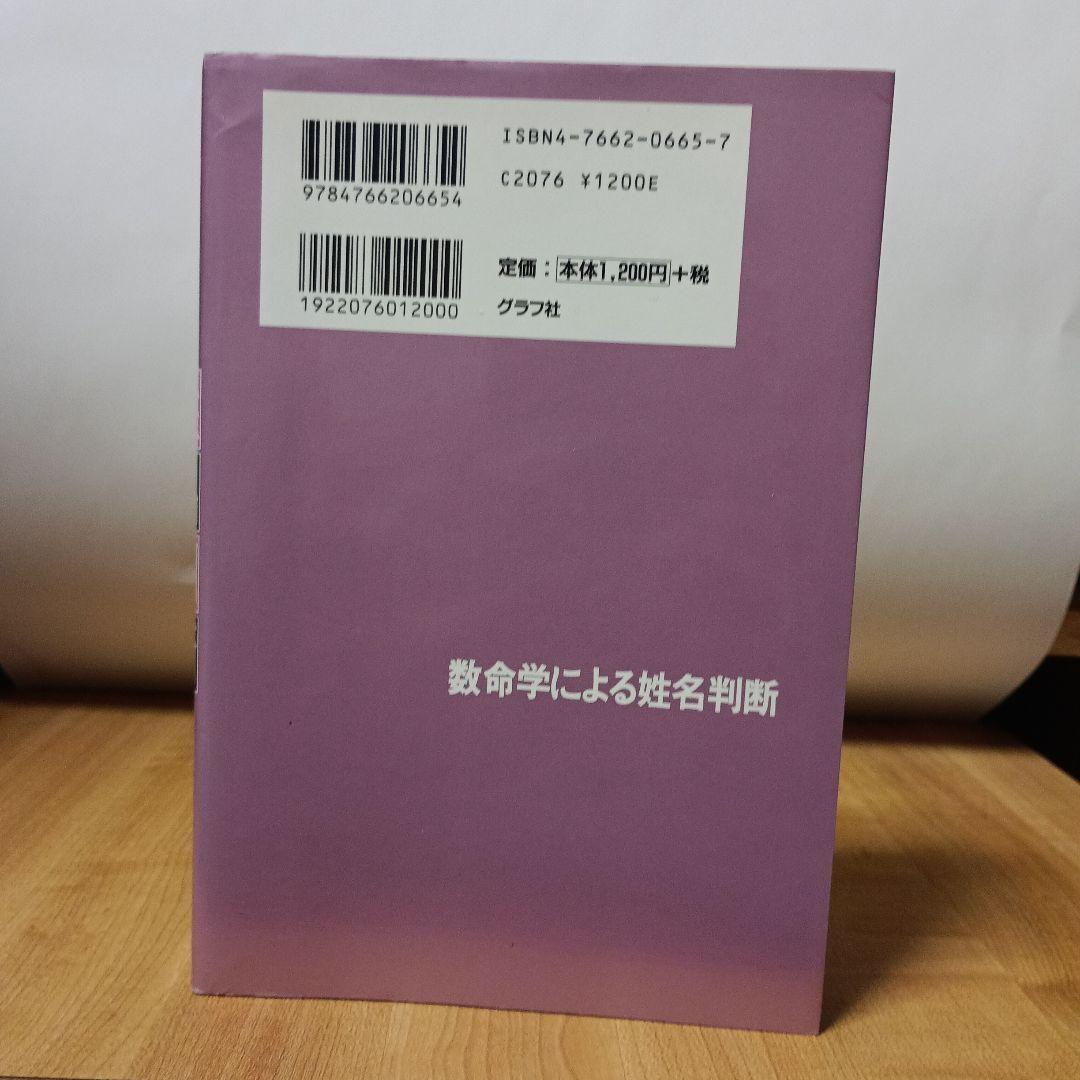 ISBN4-7662-0665-7
C2076 ¥1200E
9784766206654
定価：本体1,200円+税
1922076012000
グラフ社
数命学による姓名判断